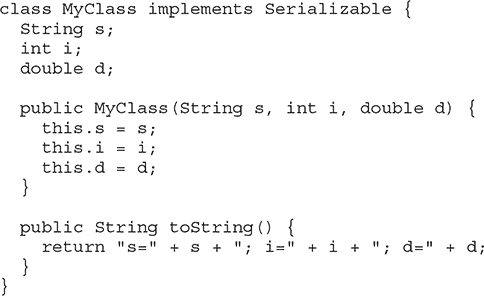 class MyClass implements Serializable {
  String s;
  int i;
  double d;

  public MyClass(String s, int i, double d) {
    this.s = s;
    this.i = i;
    this.d = d;
  }

  public String toString() {
    return "s=" + s + "; i=" + i + "; d=" + d;
  }
}